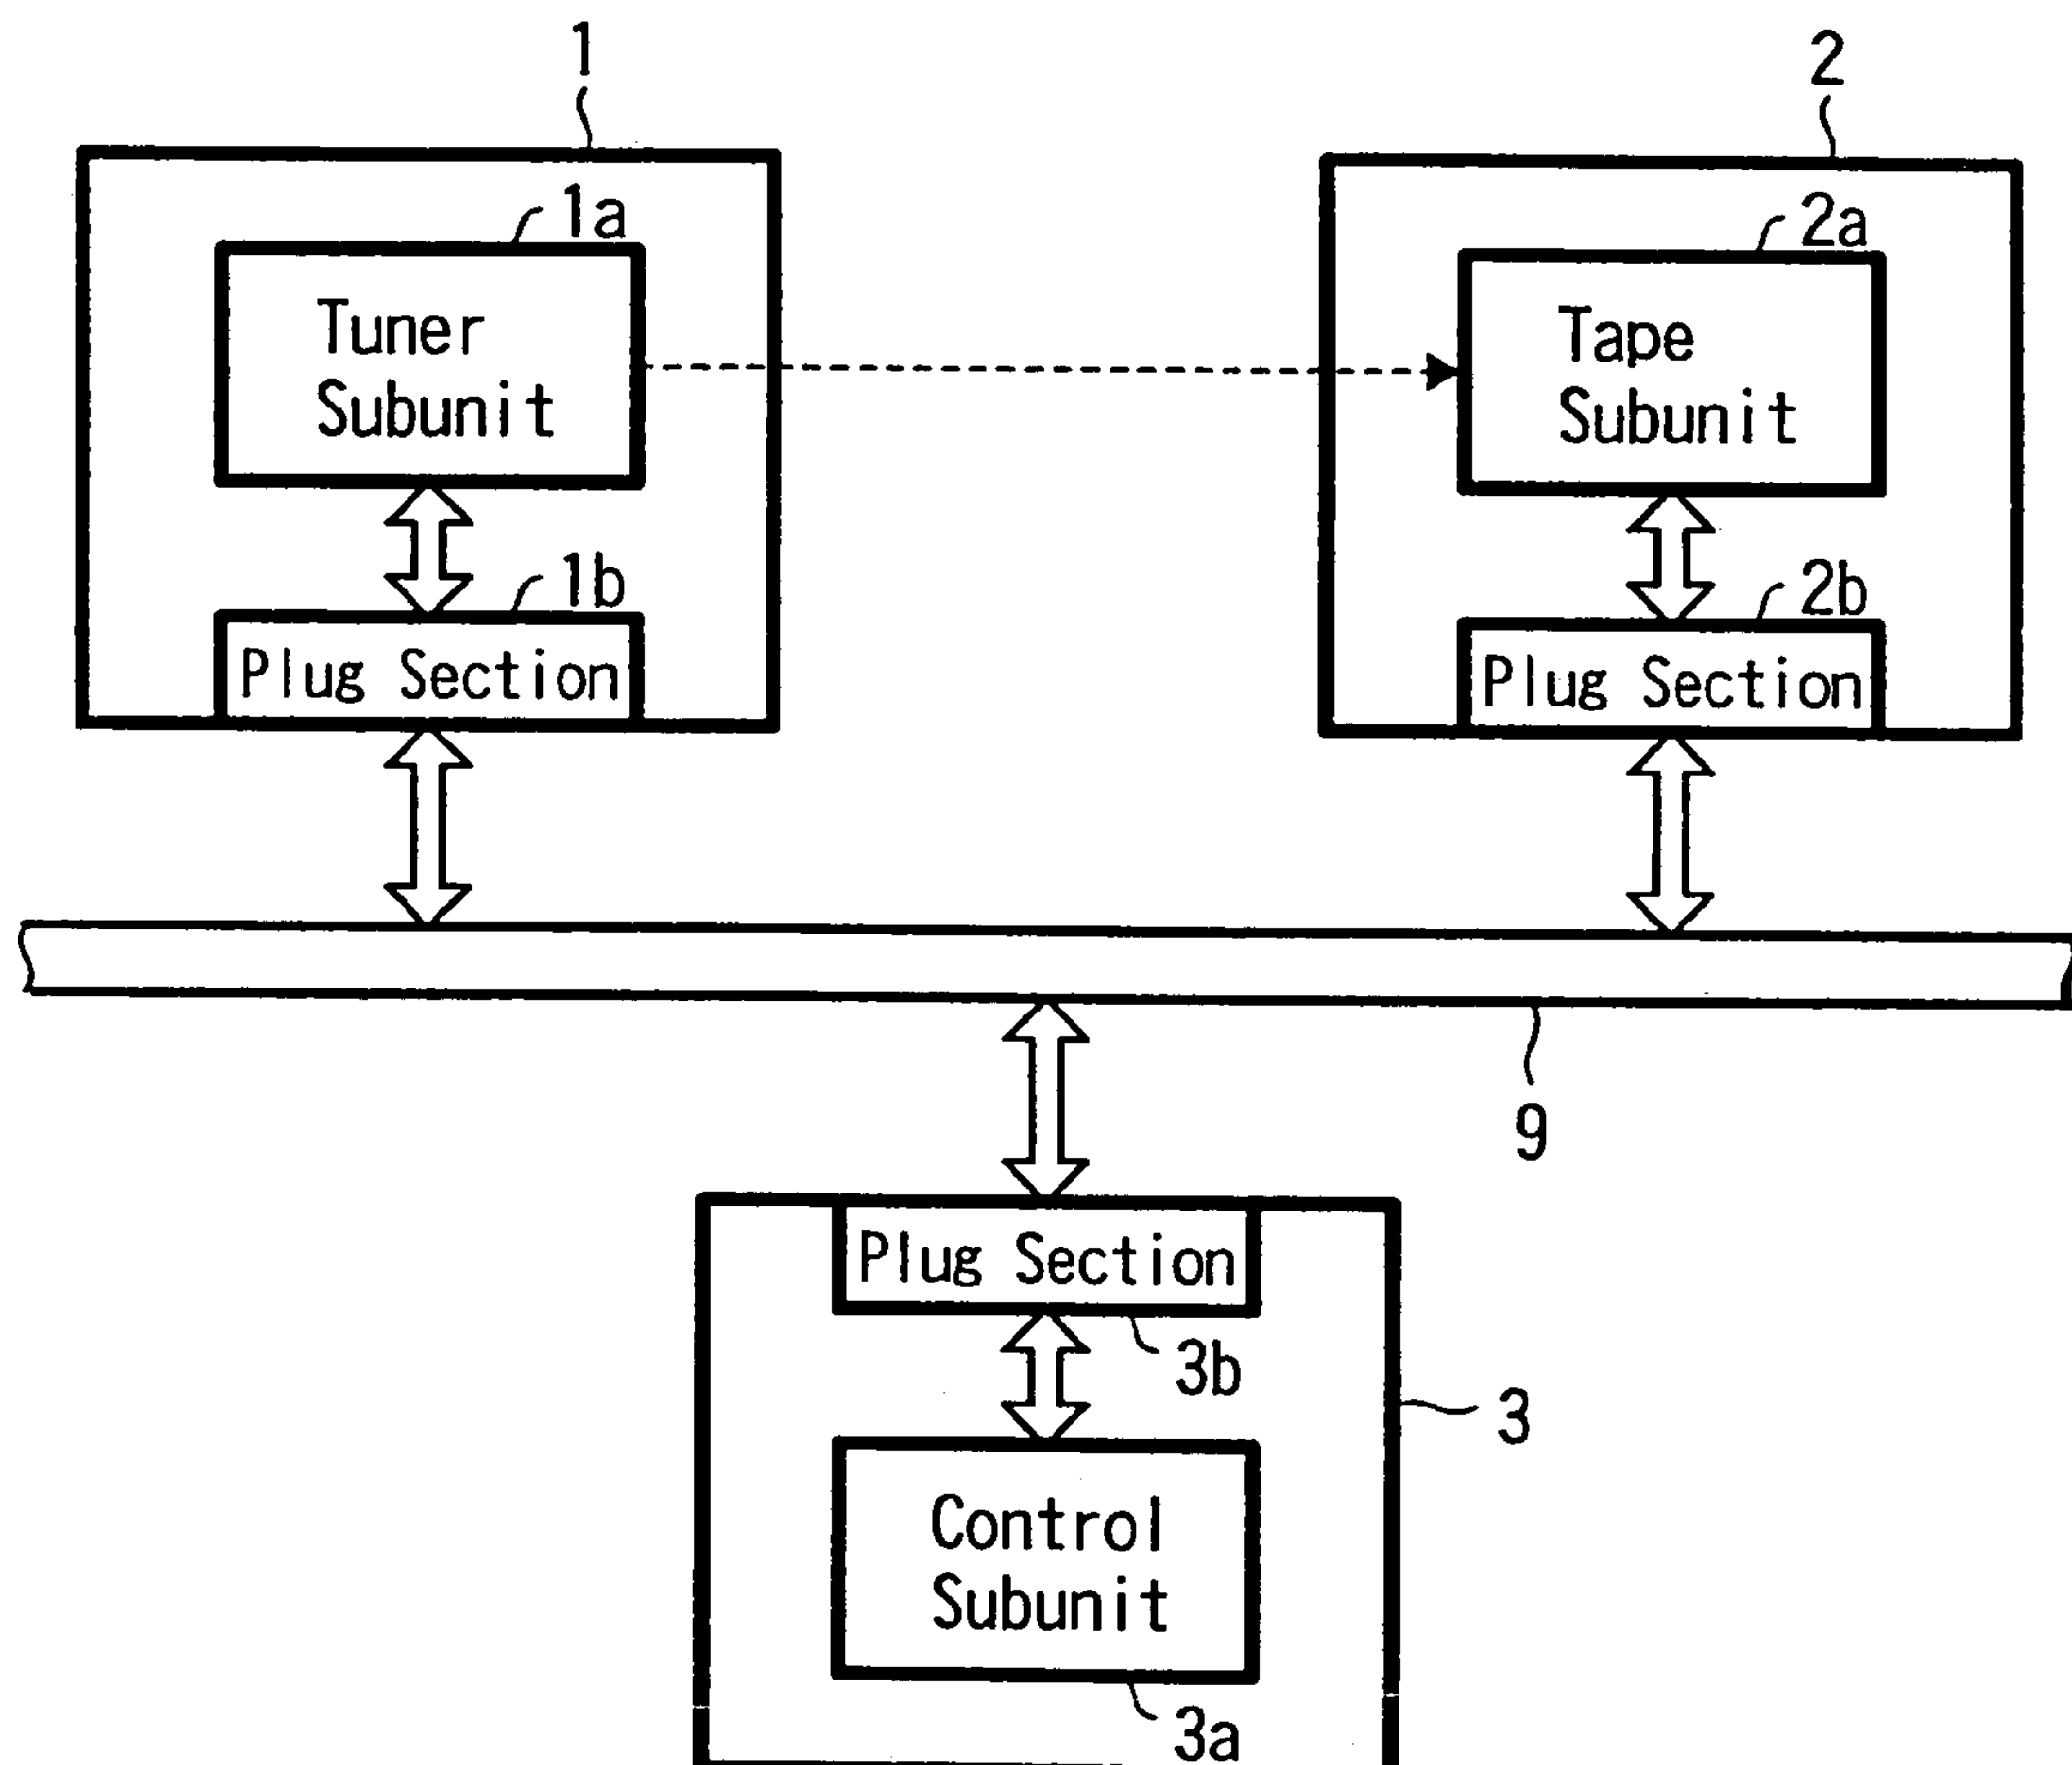 1
2
1a
2a
Tuner
Subunit
Tape
Subunit
1b
2b
Plug Section
Plug Section
9
Plug Section
3b
3
Control
Subunit
3a